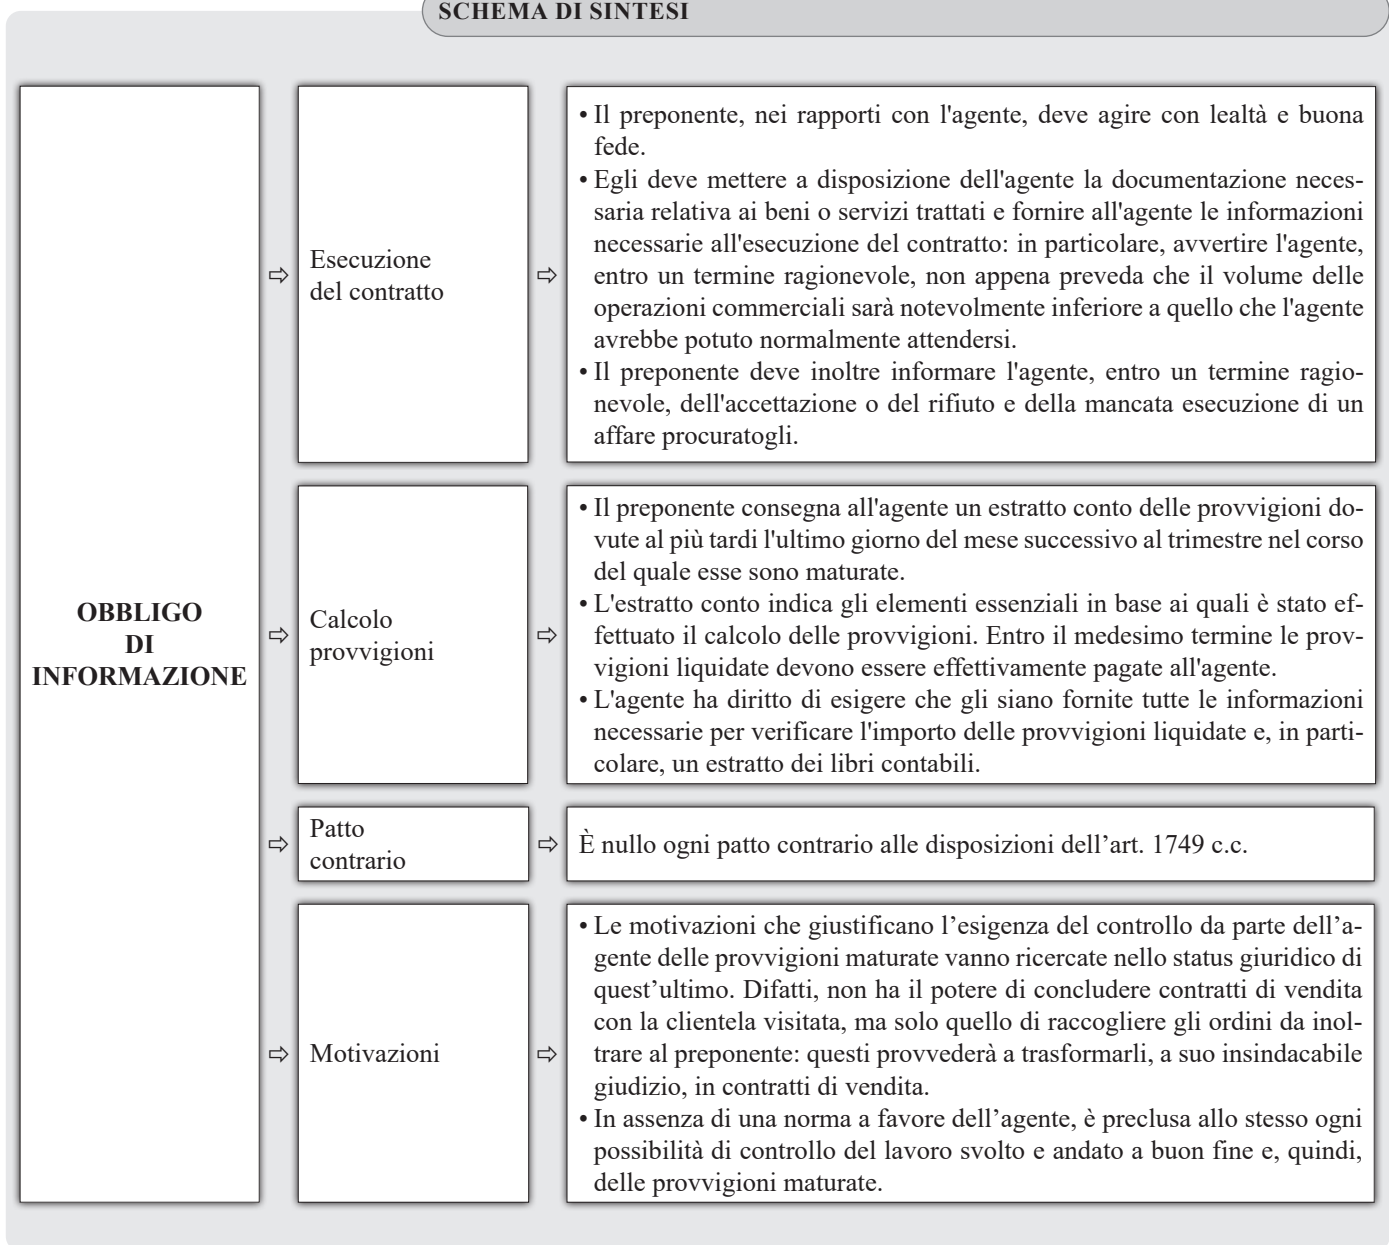 SCHEMA DI SINTESI
OBBLIGO
DI
INFORMAZIONE
⇨
Esecuzione
del contratto
⇨
• Il preponente, nei rapporti con l'agente, deve agire con lealtà e buona
fede.
• Egli deve mettere a disposizione dell'agente la documentazione neces-
saria relativa ai beni o servizi trattati e fornire all'agente le informazioni
necessarie all'esecuzione del contratto: in particolare, avvertire l'agente,
entro un termine ragionevole, non appena preveda che il volume delle
operazioni commerciali sarà notevolmente inferiore a quello che l'agente
avrebbe potuto normalmente attendersi.
• Il preponente deve inoltre informare l'agente, entro un termine ragio-
nevole, dell'accettazione o del rifiuto e della mancata esecuzione di un
affare procuratogli.
⇨
Calcolo
provvigioni
⇨
• Il preponente consegna all'agente un estratto conto delle provvigioni do-
vute al più tardi l'ultimo giorno del mese successivo al trimestre nel corso
del quale esse sono maturate.
• L'estratto conto indica gli elementi essenziali in base ai quali è stato ef-
fettuato il calcolo delle provvigioni. Entro il medesimo termine le prov-
vigioni liquidate devono essere effettivamente pagate all'agente.
• L'agente ha diritto di esigere che gli siano fornite tutte le informazioni
necessarie per verificare l'importo delle provvigioni liquidate e, in parti-
colare, un estratto dei libri contabili.
⇨
Patto
contrario
⇨
È nullo ogni patto contrario alle disposizioni dell’art. 1749 c.c.
⇨
Motivazioni
⇨
• Le motivazioni che giustificano l’esigenza del controllo da parte dell’a-
gente delle provvigioni maturate vanno ricercate nello status giuridico di
quest’ultimo. Difatti, non ha il potere di concludere contratti di vendita
con la clientela visitata, ma solo quello di raccogliere gli ordini da inol-
trare al preponente: questi provvederà a trasformarli, a suo insindacabile
giudizio, in contratti di vendita.
• In assenza di una norma a favore dell’agente, è preclusa allo stesso ogni
possibilità di controllo del lavoro svolto e andato a buon fine e, quindi,
delle provvigioni maturate.